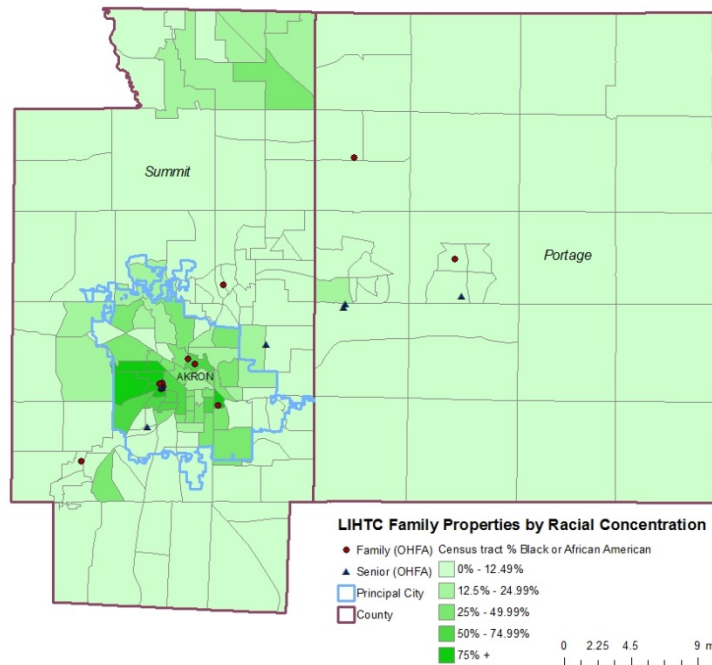 Summit
Portage
AKRON
LIHTC Family Properties by Racial Concentration
Family (OHFA)
Senior (OHFA)
Principal City
County
Census tract % Black or African American
0% - 12.49%
12.5% - 24.99%
25% - 49.99%
50% - 74.99%
75% +
0 2.25 4.5 9 m